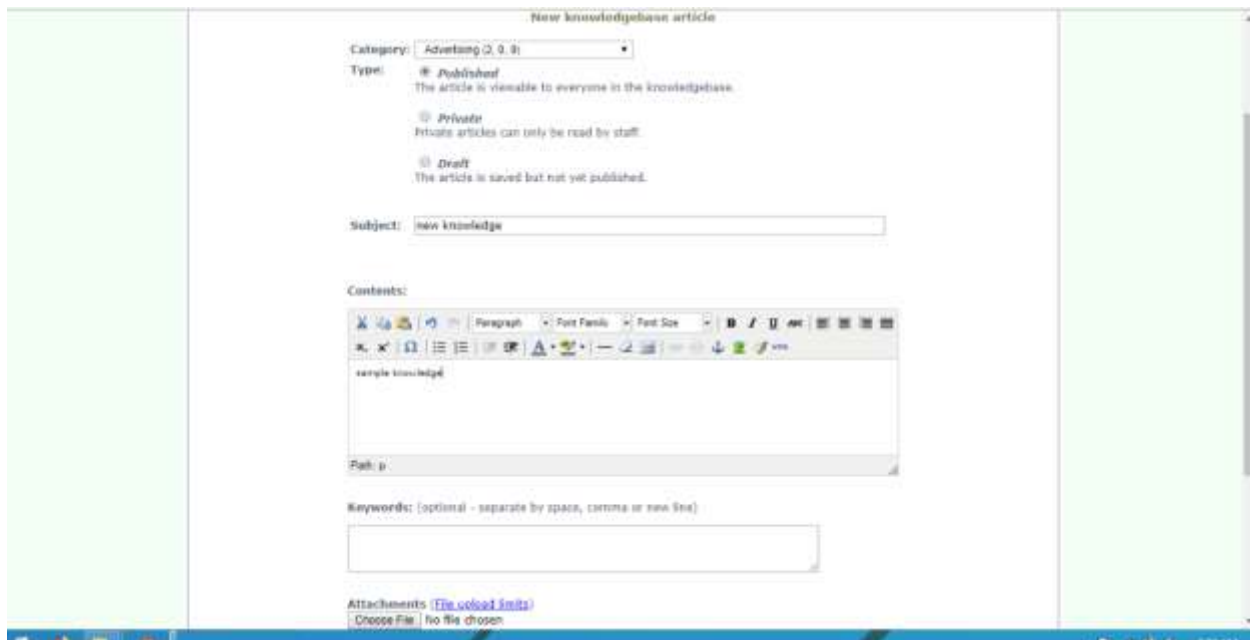 New knowledgebase article
Category: Advertising (2, 0, 0)
Type: Published
The article is viewable to everyone in the knowledgebase.
Private
Private articles can only be read by staff.
Draft
The article is saved but not yet published.
Subject: new knowledge
Contents:
Paragraph Font Family Font Size B I U ABC
Ω A
sample knowledge
Path: p
Keywords: (optional - separate by space, comma or new line)
Attachments (File upload limits)
Choose File No file chosen